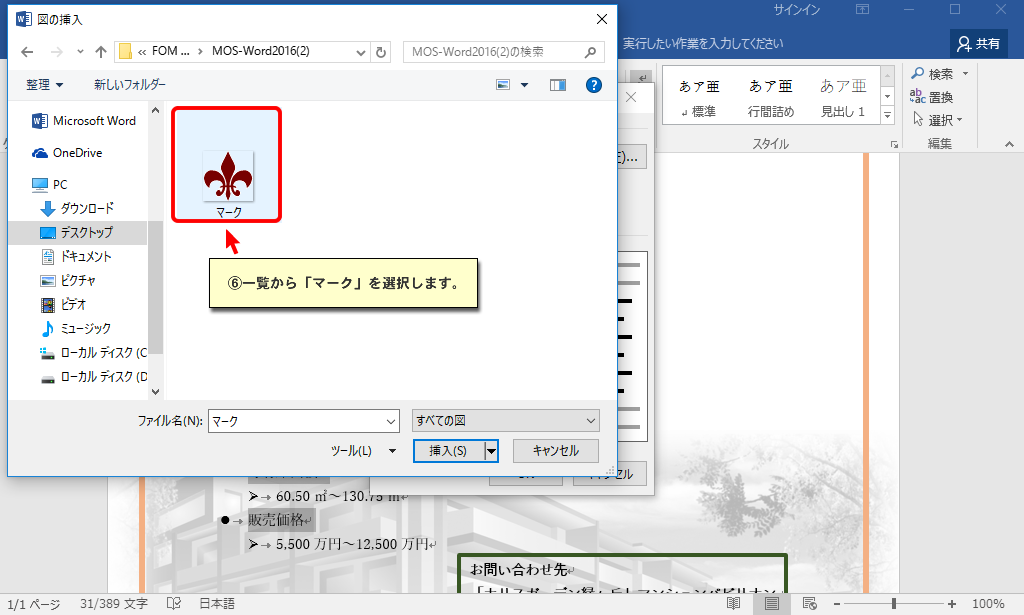 図の挿入
サインイン
« FOM ... › MOS-Word2016(2)
MOS-Word2016(2)の検索
実行したい作業を入力してください
共有
整理
新しいフォルダー
Microsoft Word
OneDrive
PC
ダウンロード
デスクトップ
ドキュメント
ピクチャ
ビデオ
ミュージック
ローカル ディスク (C
ローカル ディスク (D
マーク
⑥一覧から「マーク」を選択します。
ファイル名(N):
マーク
すべての図
ツール(L)
挿入(S)
キャンセル
あア亜
あア亜
あア亜
↲ 標準
行間詰め
見出し 1
スタイル
検索
置換
選択
編集
)...
セル
60.50 ㎡～130.75 ㎡
販売価格
5,500 万円～12,500 万円
お問い合わせ先
1/1 ページ
31/389 文字
日本語
100%